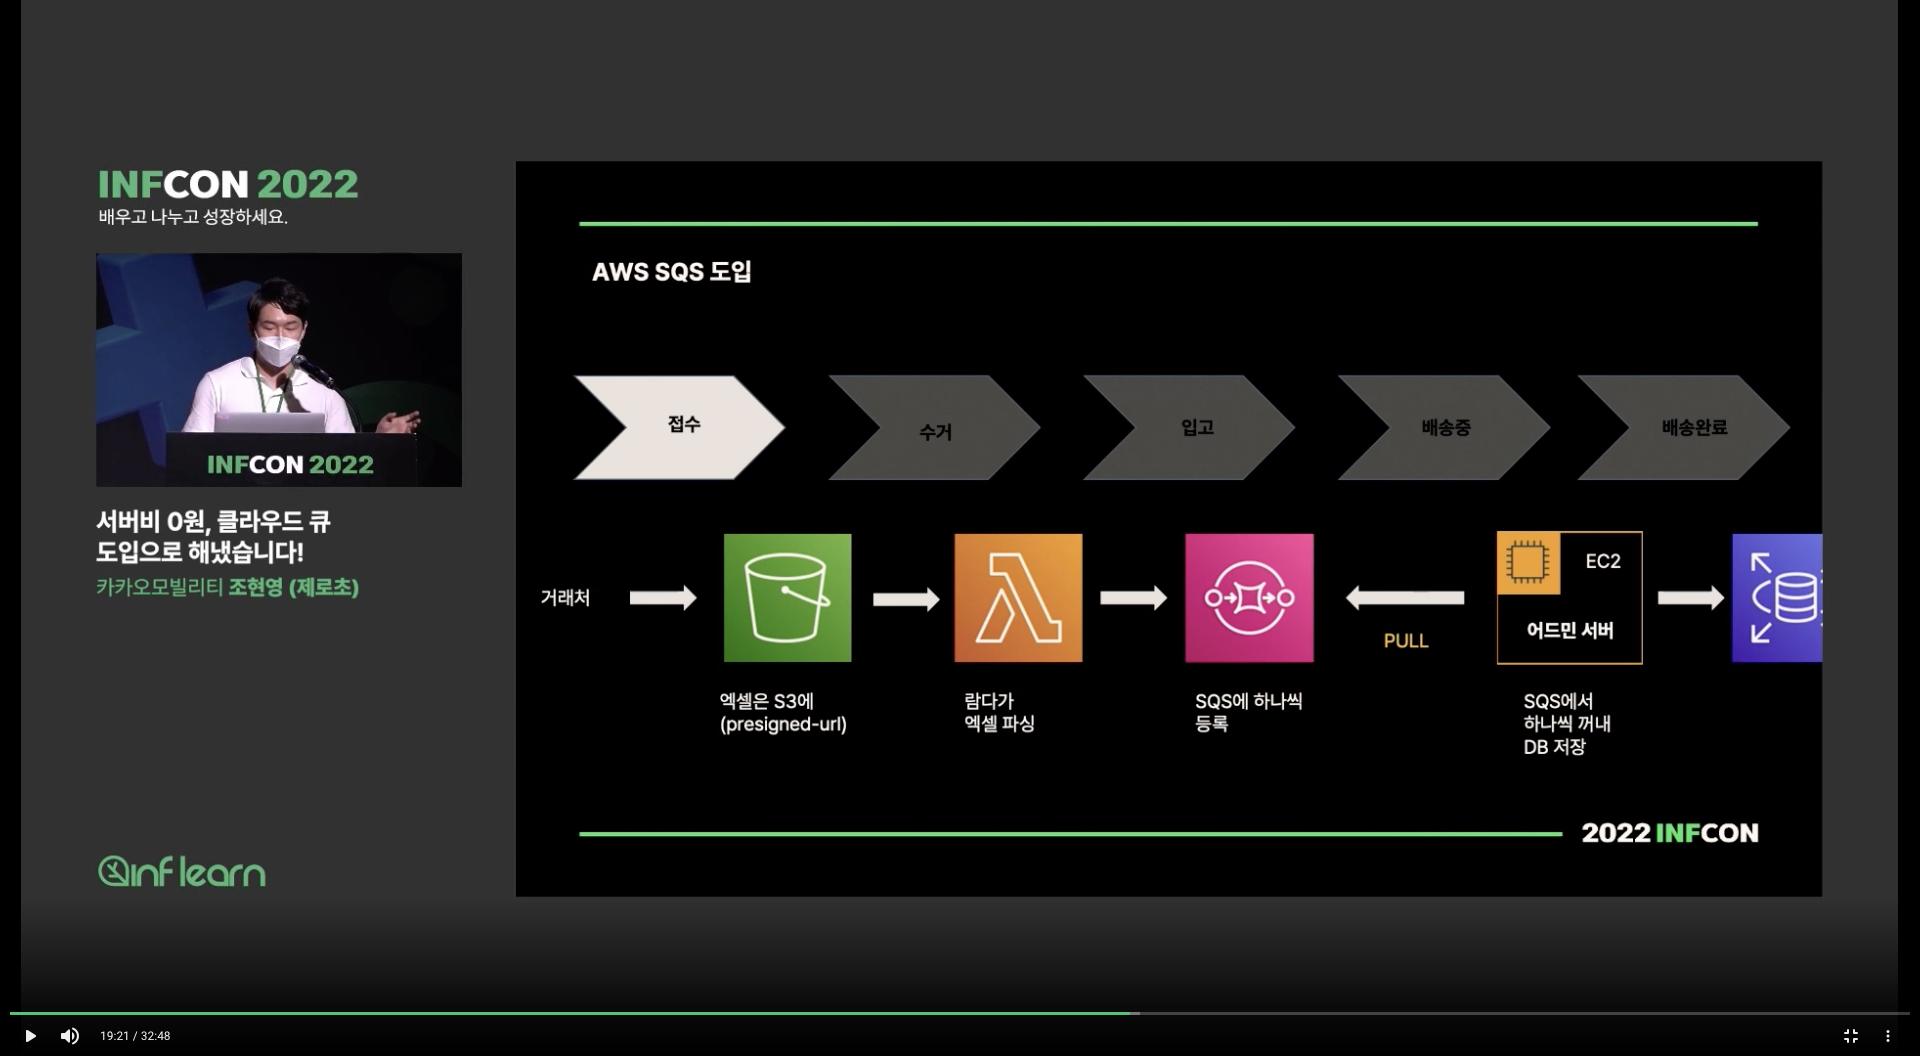 INFCON 2022
배우고 나누고 성장하세요.
INFCON 2022
서버비 0원, 클라우드 큐
도입으로 해냈습니다!
카카오모빌리티 조현영 (제로초)
inflearn
AWS SQS 도입
접수
수거
입고
배송중
배송완료
거래처
PULL
EC2
어드민 서버
엑셀은 S3에
(presigned-url)
람다가
엑셀 파싱
SQS에 하나씩
등록
SQS에서
하나씩 꺼내
DB 저장
2022 INFCON
19:21 / 32:48